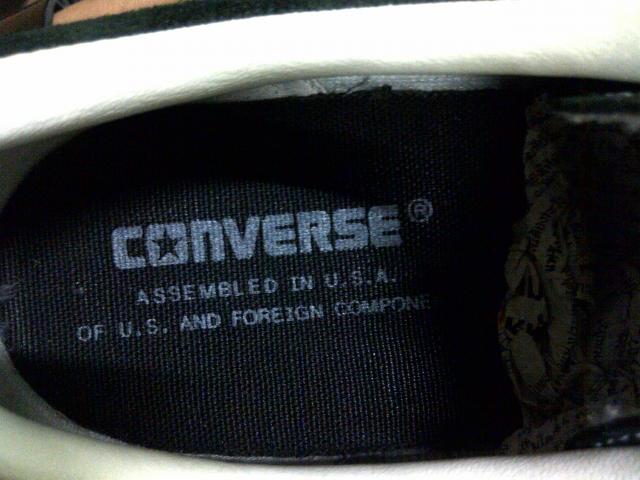 CONVERSE®
ASSEMBLED IN U.S.A.
OF U.S. AND FOREIGN COMPONE